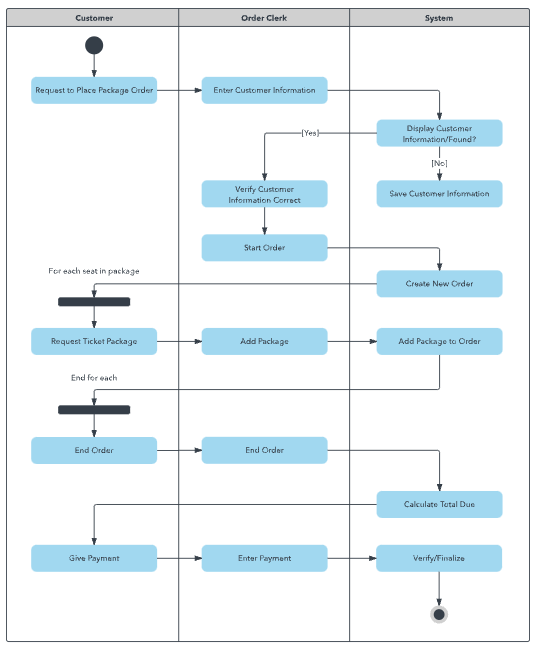 Customer
Order Clerk
System
Request to Place Package Order
Enter Customer Information
Display Customer
Information/Found?
[Yes]
[No]
Verify Customer
Information Correct
Save Customer Information
Start Order
For each seat in package
Create New Order
Request Ticket Package
Add Package
Add Package to Order
End for each
End Order
End Order
Calculate Total Due
Give Payment
Enter Payment
Verify/Finalize